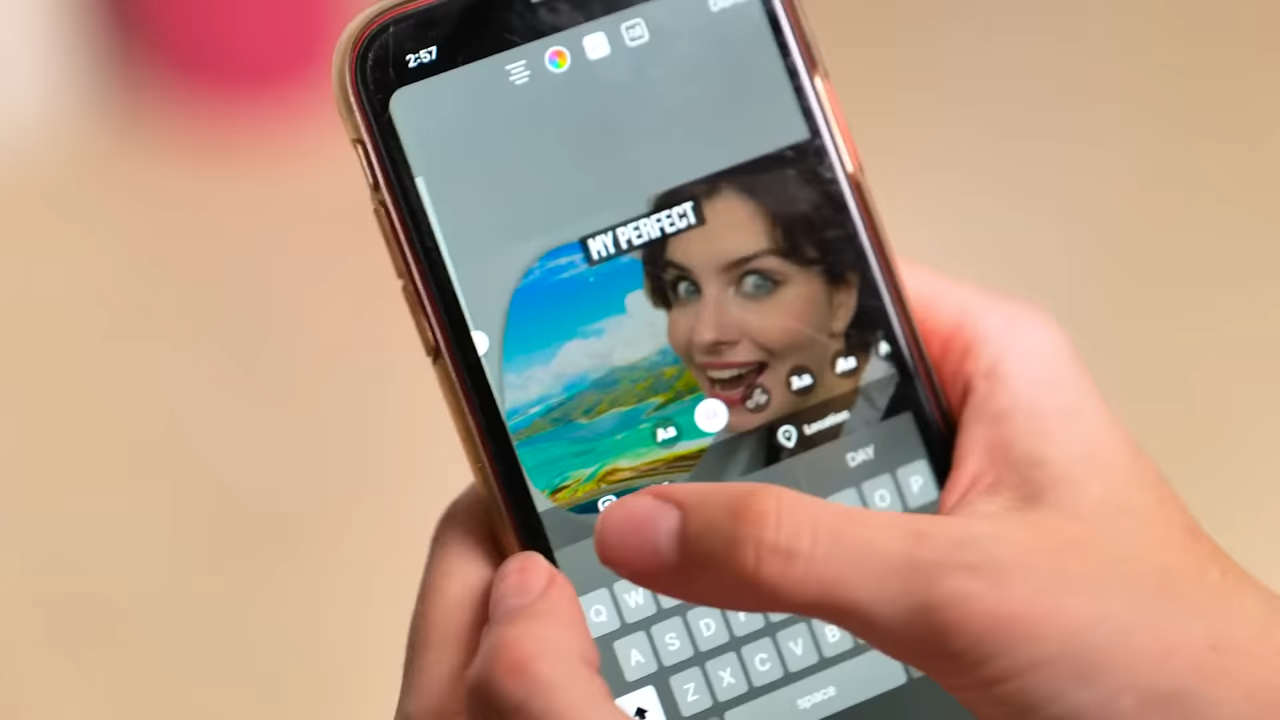 2:57
MY PERFECT
Aa
Aa
Aa
Location
DAY
O P
Q W
A S D
Z X C V B
space